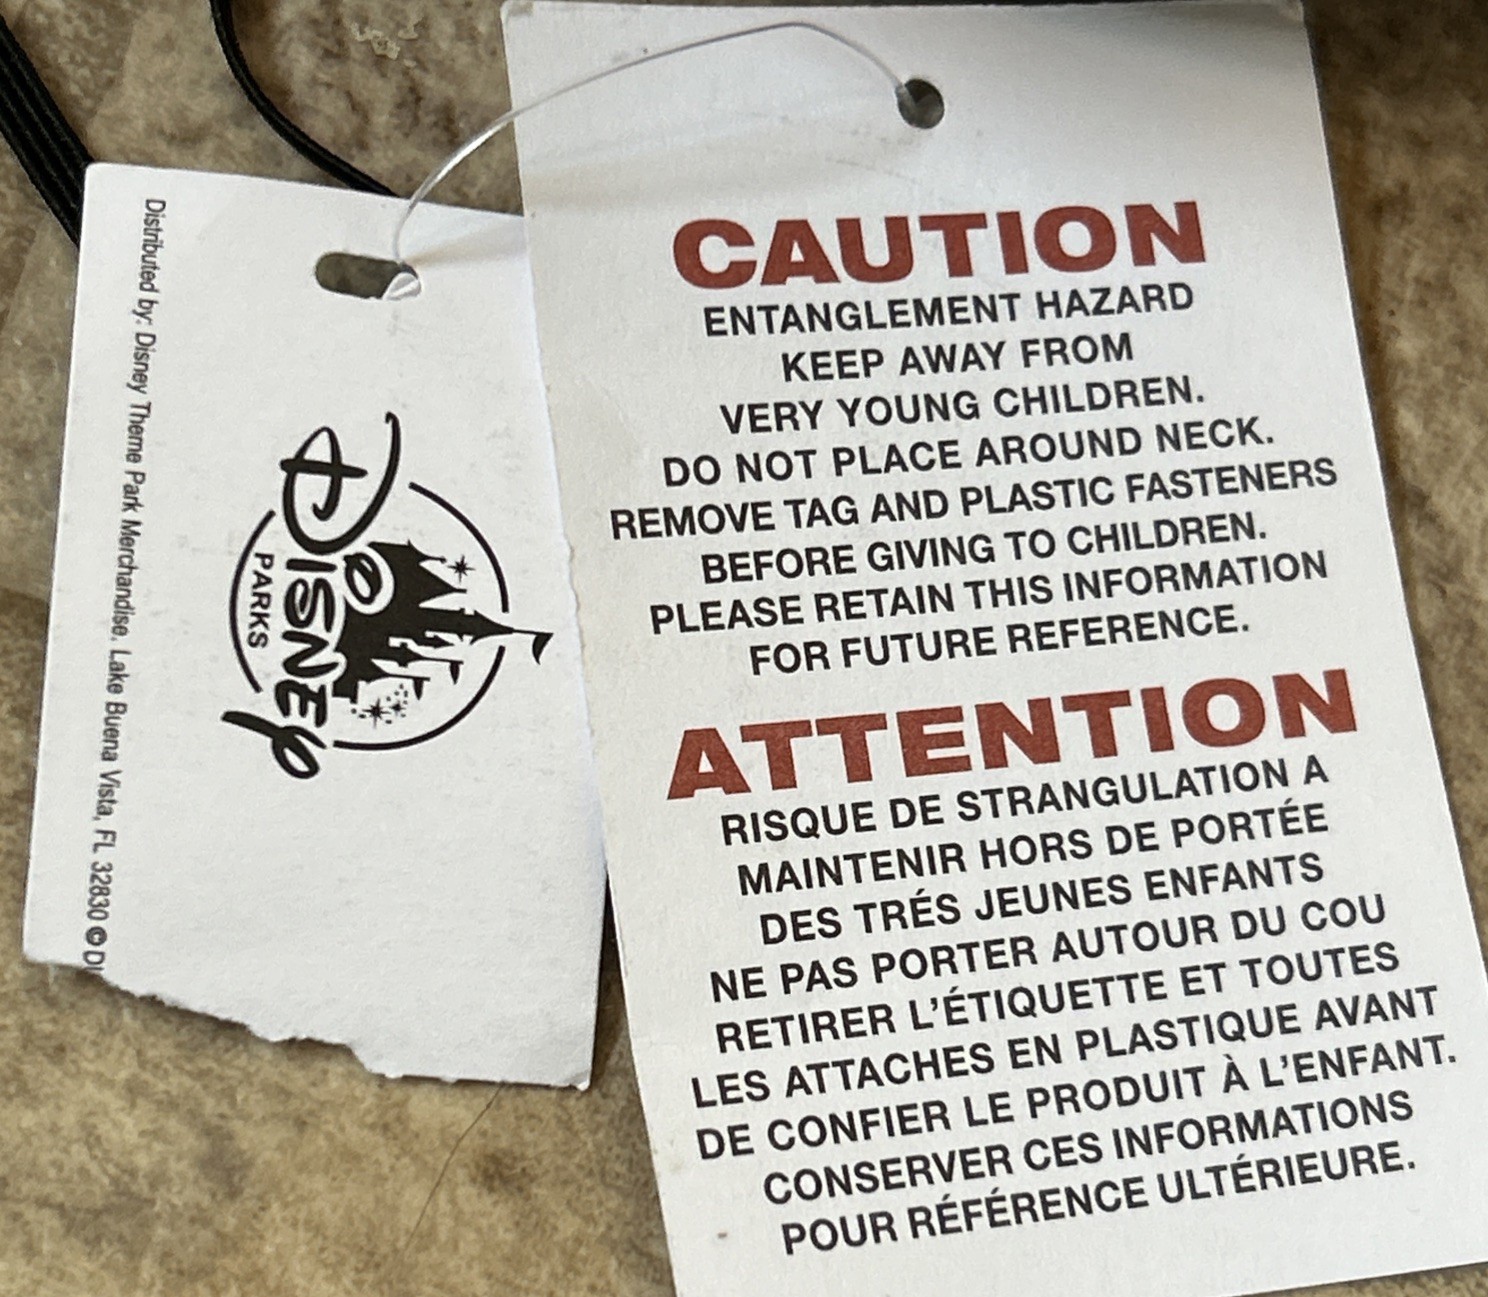 Distributed by: Disney Theme Park Merchandise, Lake Buena Vista, FL 32830 © Di
Disney
PARKS
CAUTION
ENTANGLEMENT HAZARD
KEEP AWAY FROM
VERY YOUNG CHILDREN.
DO NOT PLACE AROUND NECK.
REMOVE TAG AND PLASTIC FASTENERS
BEFORE GIVING TO CHILDREN.
PLEASE RETAIN THIS INFORMATION
FOR FUTURE REFERENCE.
ATTENTION
RISQUE DE STRANGULATION A
MAINTENIR HORS DE PORTÉE
DES TRÉS JEUNES ENFANTS
NE PAS PORTER AUTOUR DU COU
RETIRER L'ÉTIQUETTE ET TOUTES
LES ATTACHES EN PLASTIQUE AVANT
DE CONFIER LE PRODUIT À L'ENFANT.
CONSERVER CES INFORMATIONS
POUR RÉFÉRENCE ULTÉRIEURE.